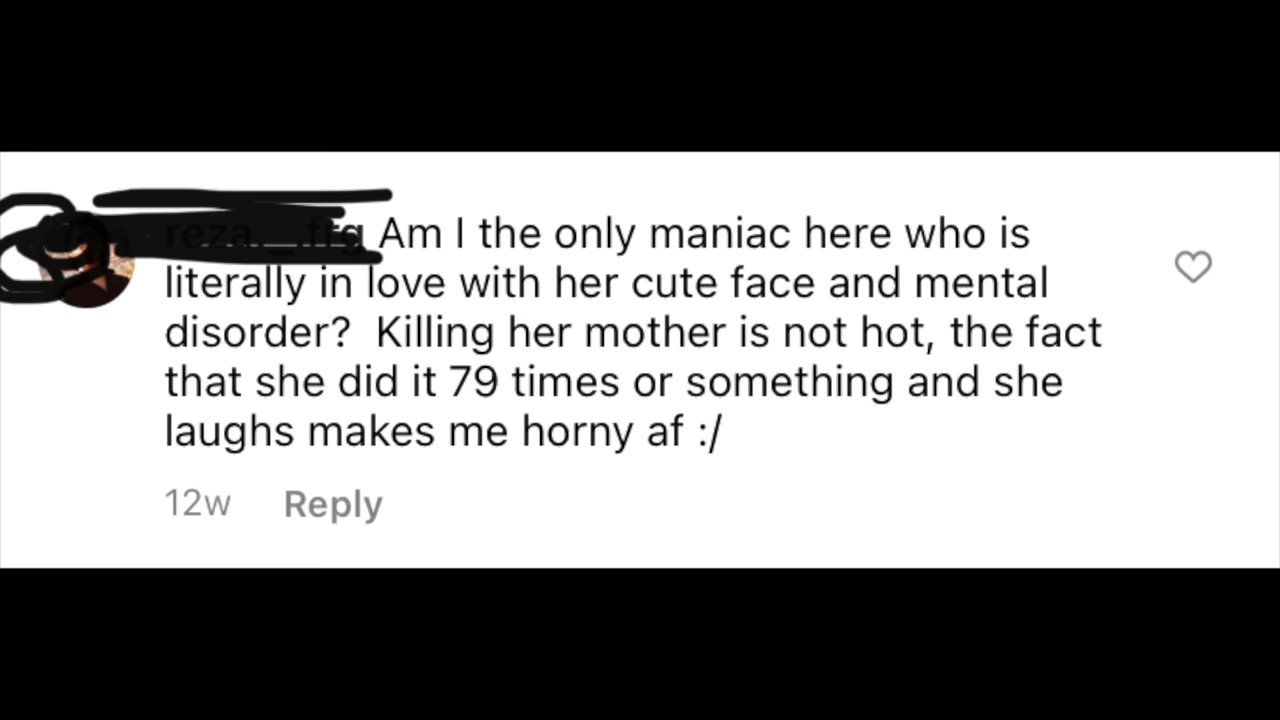 Am I the only maniac here who is
literally in love with her cute face and mental
disorder?  Killing her mother is not hot, the fact
that she did it 79 times or something and she
laughs makes me horny af :/
12w Reply